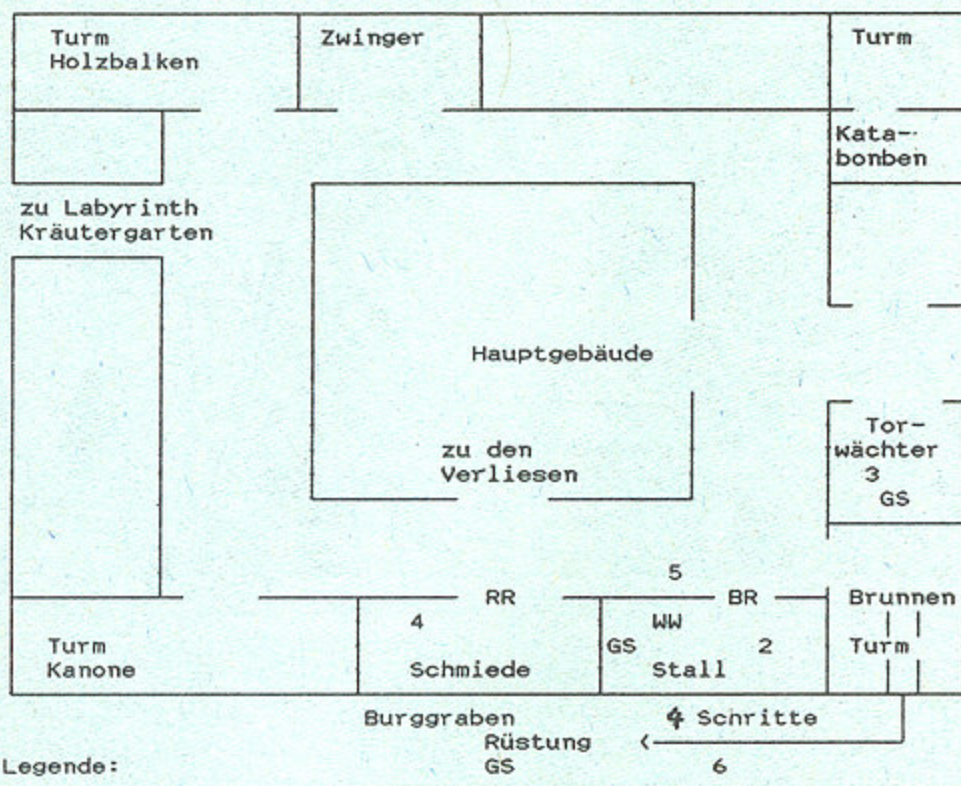 Turm Zwinger Turm
Holzbalken
Kata-
bonben
zu Labyrinth
Kräutergarten
Hauptgebäude
Tor-
wächter
3
GS
zu den
Verliesen
5
RR BR Brunnen
4 WW
Turm GS 2 Turm
Kanone Schmiede Stall
Burggraben 4 Schritte
Rüstung <
Legende: GS 6